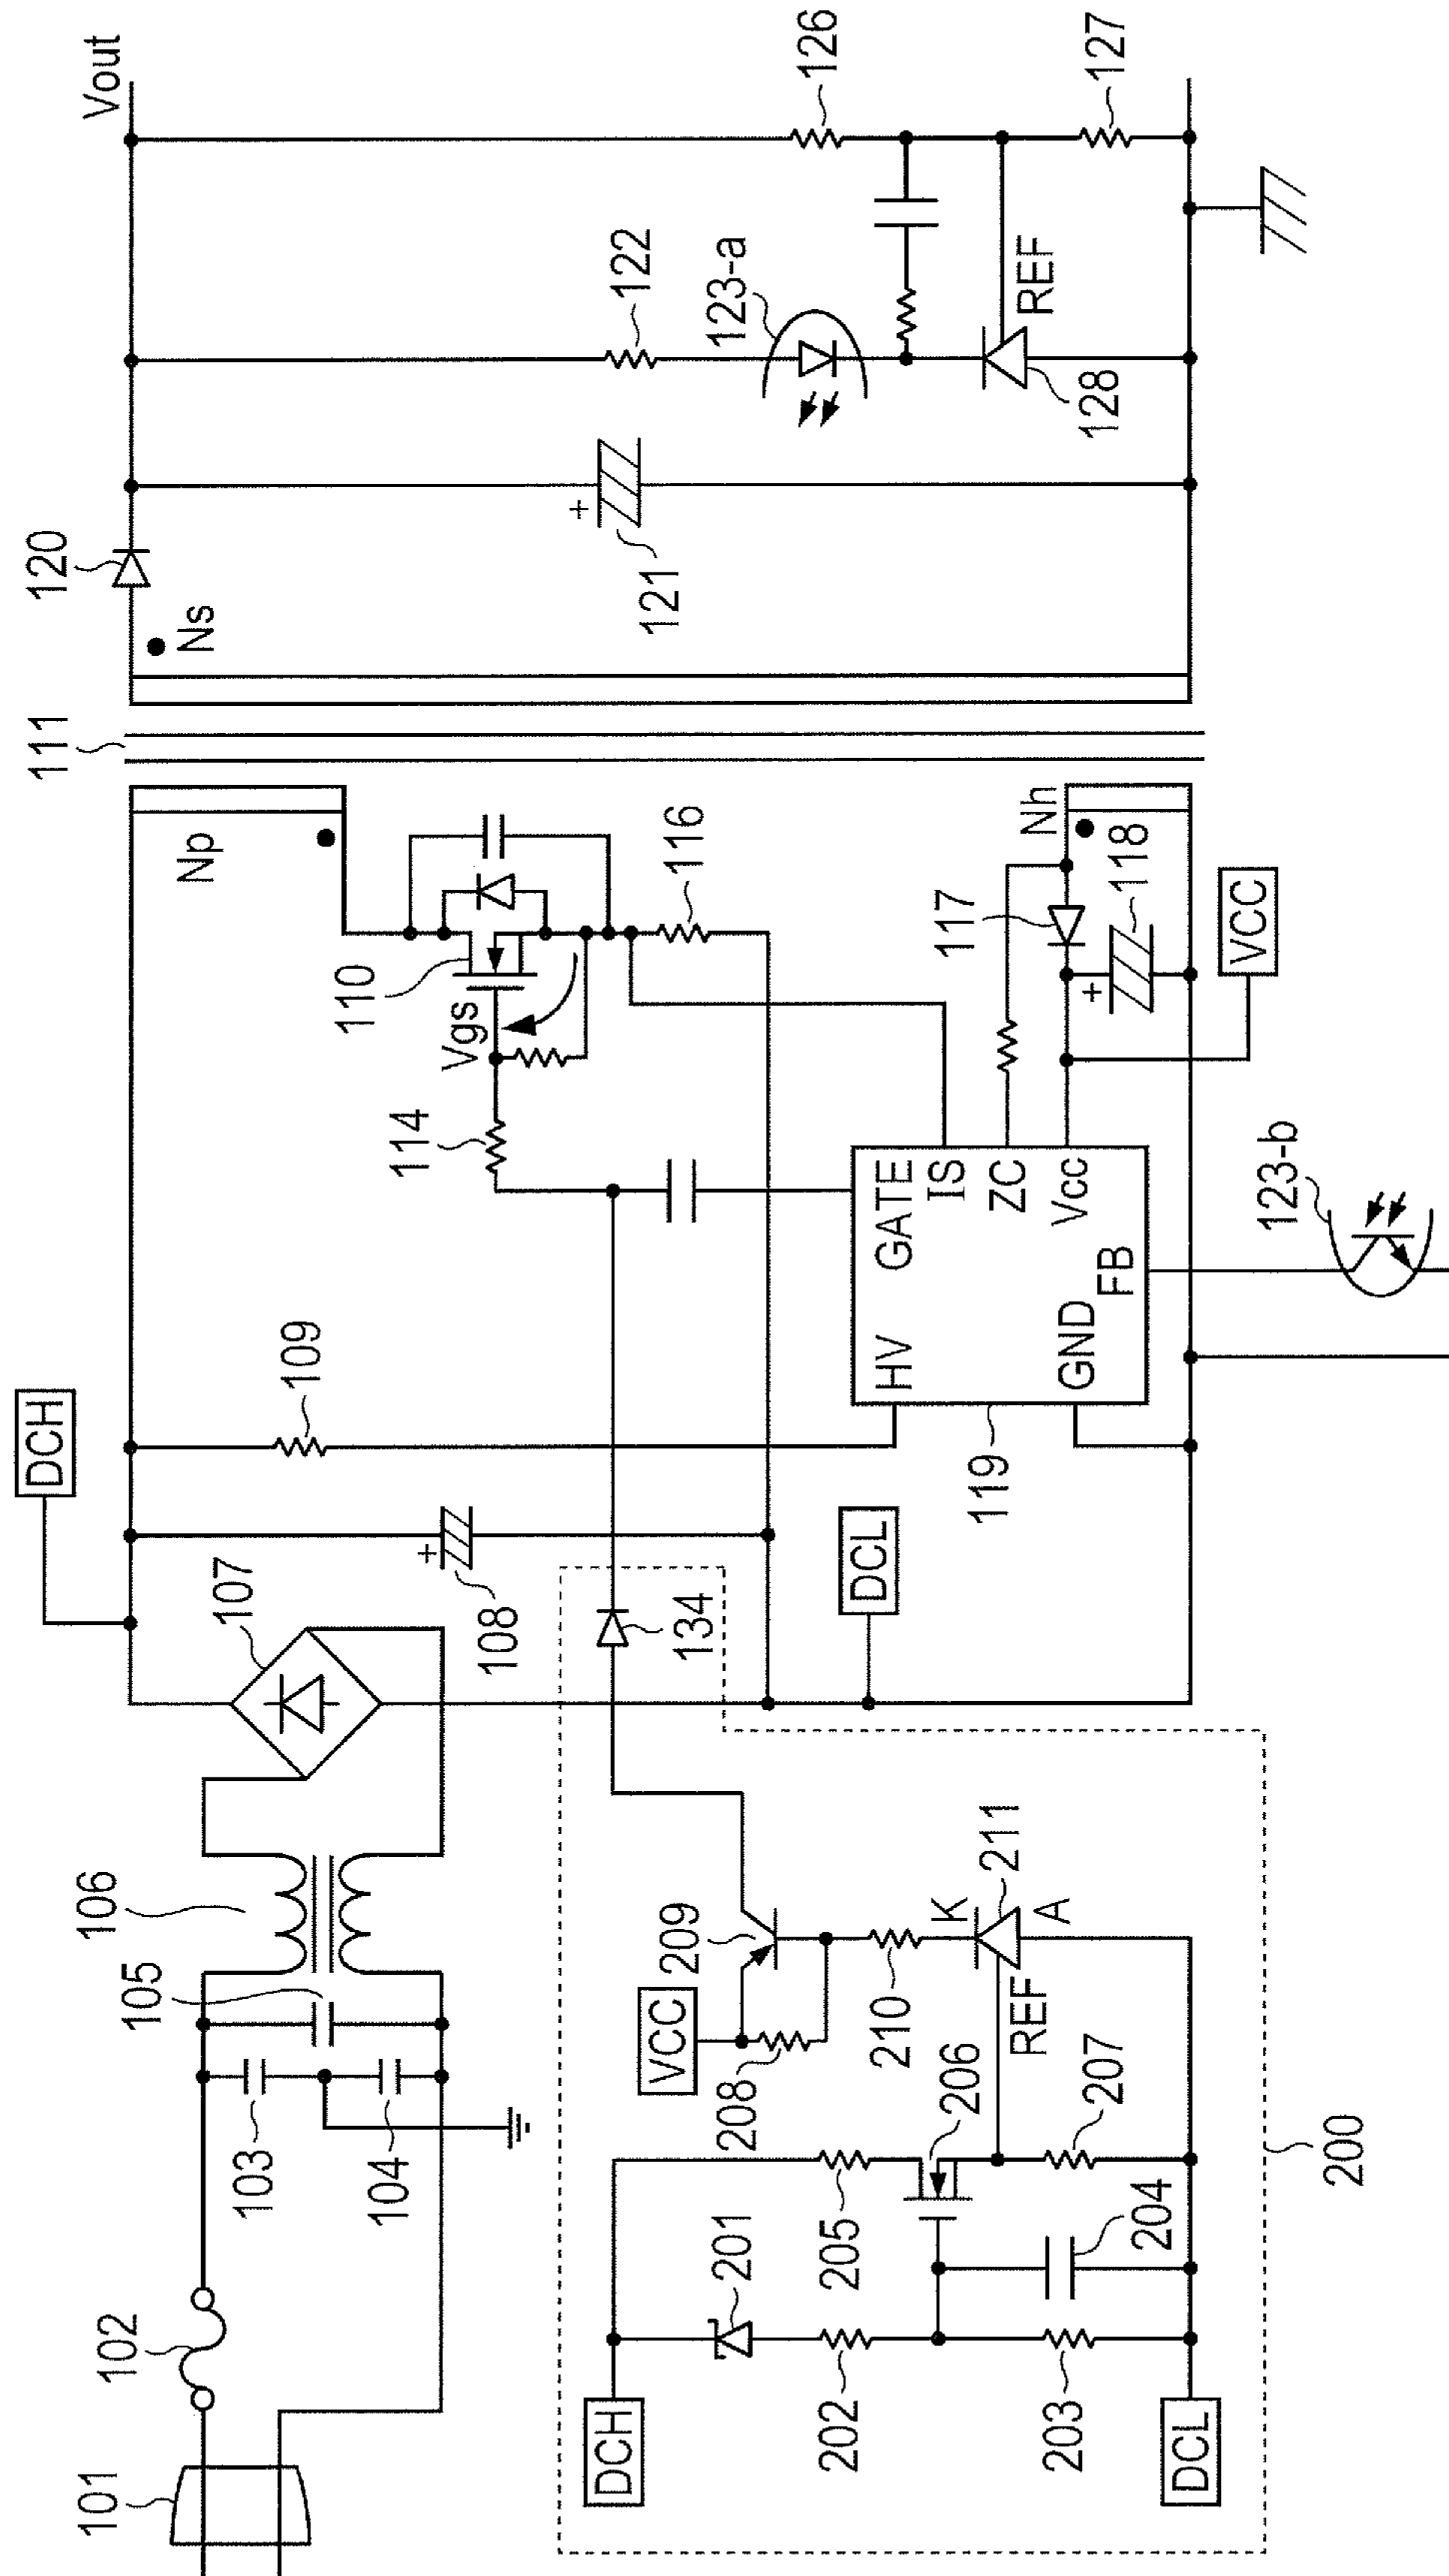 101
102
103
104
105
106
107
DCH
108
109
Np
111
Ns
120
Vout
121
122
123-a
126
127
REF
128
110
Vgs
114
116
GATE
IS
ZC
Vcc
HV
GND
FB
119
117
Nh
118
VCC
123-b
DCL
134
DCH
201
202
203
204
205
206
207
VCC
208
209
210
211
K
A
REF
DCL
200